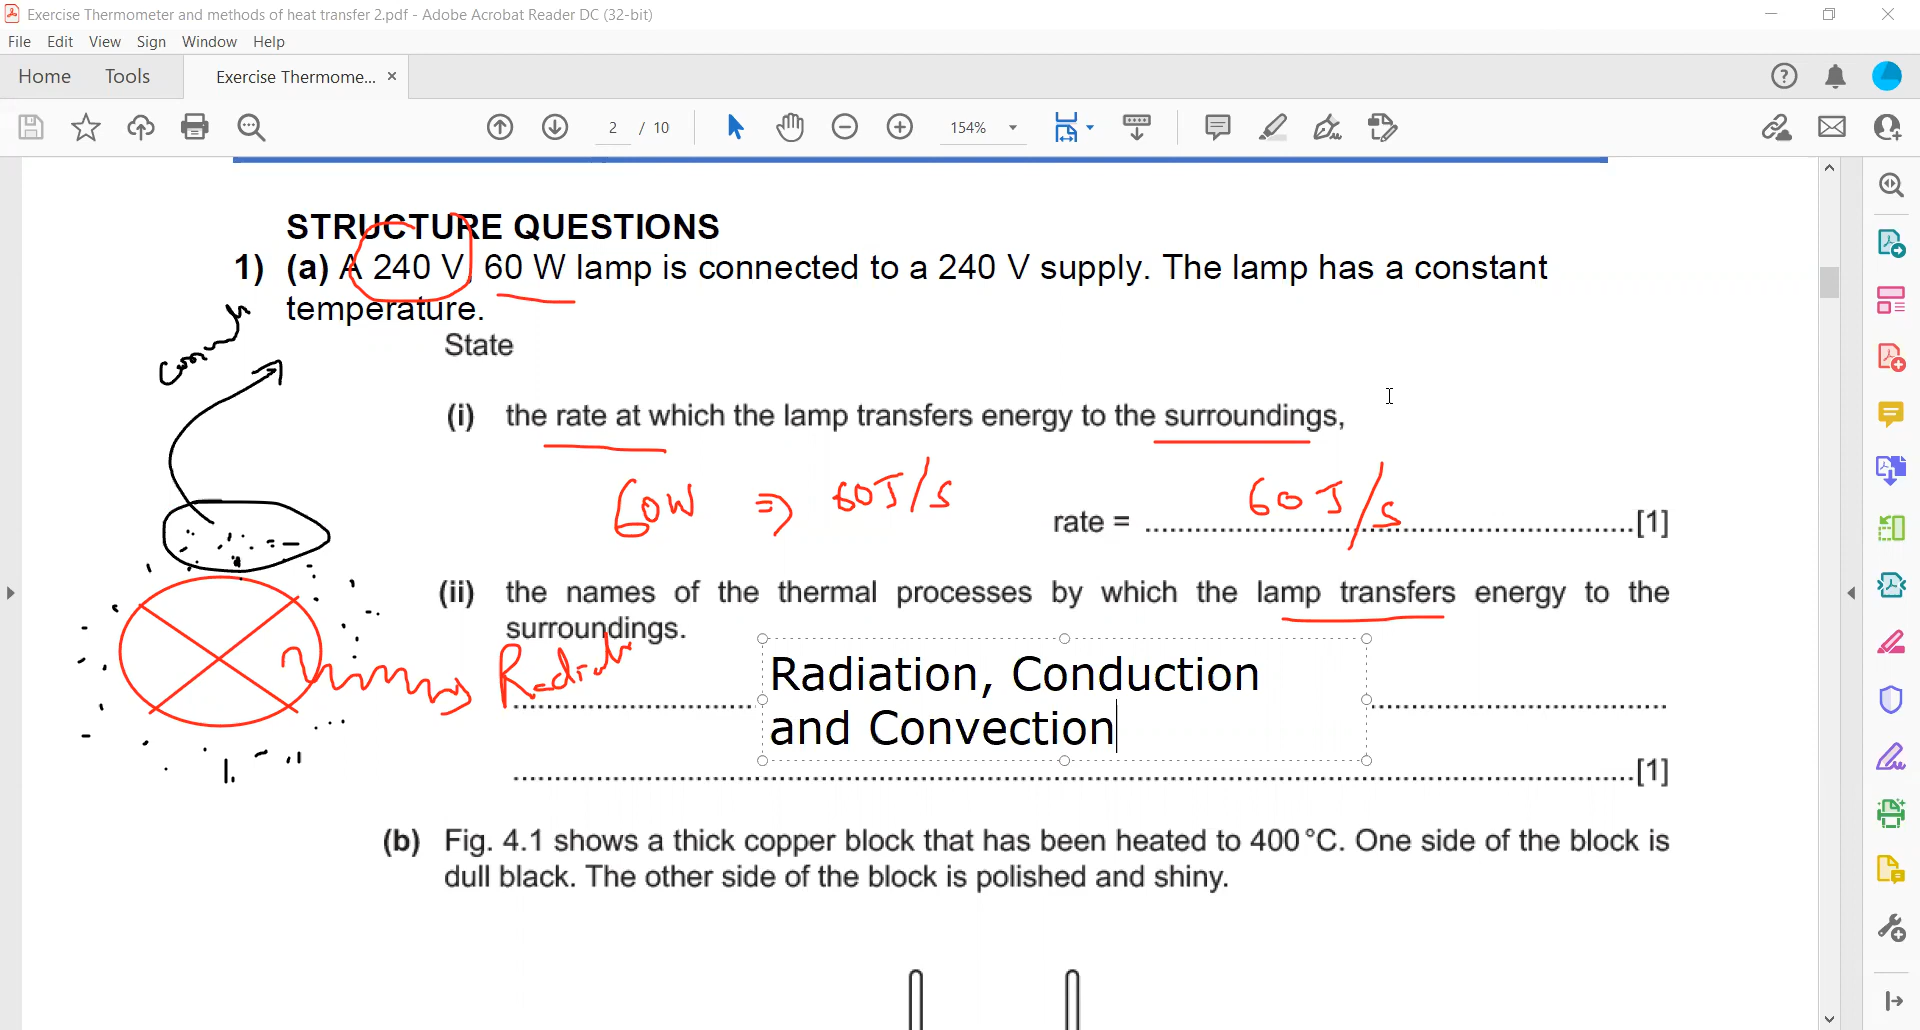 Exercise Thermometer and methods of heat transfer 2.pdf - Adobe Acrobat Reader DC (32-bit)
File Edit View Sign Window Help
Home Tools Exercise Thermome... ×
2 / 10 154%
STRUCTURE QUESTIONS
1) (a) A 240 V, 60 W lamp is connected to a 240 V supply. The lamp has a constant
temperature.
State
(i) the rate at which the lamp transfers energy to the surroundings,
60W ⇒ 60J/s
rate = 60J/s [1]
(ii) the names of the thermal processes by which the lamp transfers energy to the
surroundings.
Radiation, Conduction
and Convection
[1]
(b) Fig. 4.1 shows a thick copper block that has been heated to 400 °C. One side of the block is
dull black. The other side of the block is polished and shiny.